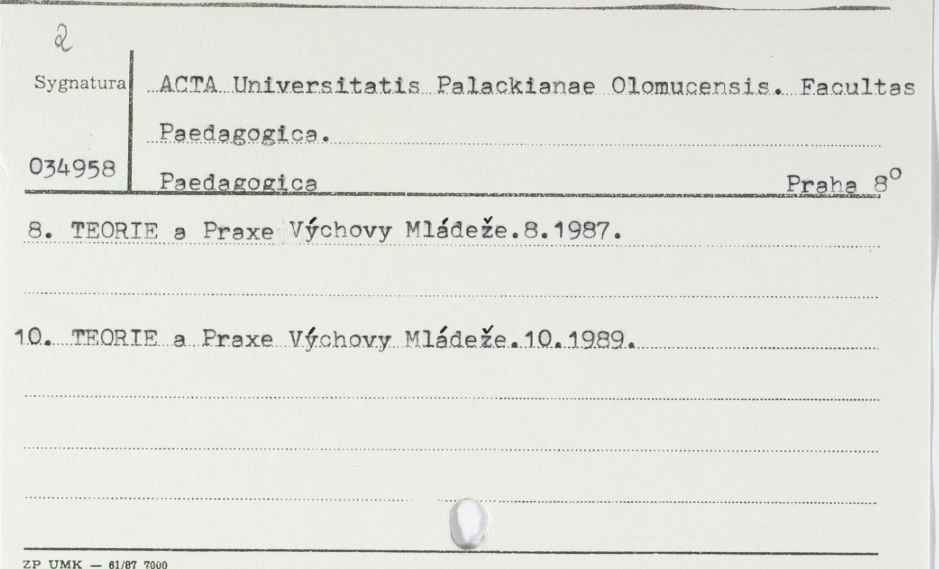 2
Sygnatura ACTA Universitatis Palackianae Olomucensis. Facultas
Paedagogica.
034958
Paedagogica Praha 8º
8. TEORIE a Praxe Výchovy Mládeže.8.1987.
10. TEORIE a Praxe Výchovy Mládeže.10.1989.
ZP UMK — 61/87 7000